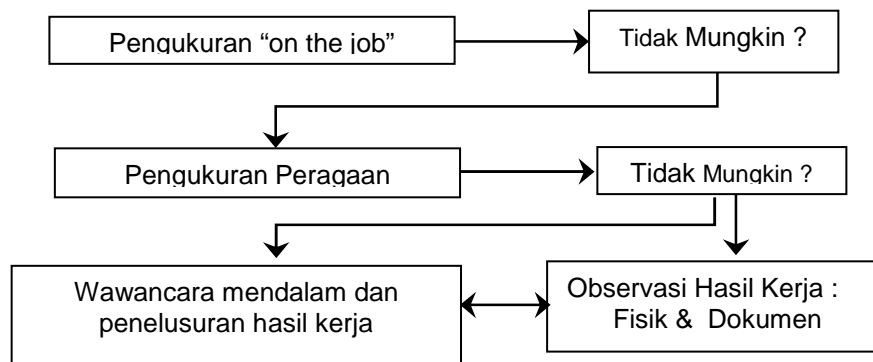 Pengukuran “on the job”
Tidak Mungkin ?
Pengukuran Peragaan
Tidak Mungkin ?
Wawancara mendalam dan
penelusuran hasil kerja
Observasi Hasil Kerja :
Fisik & Dokumen